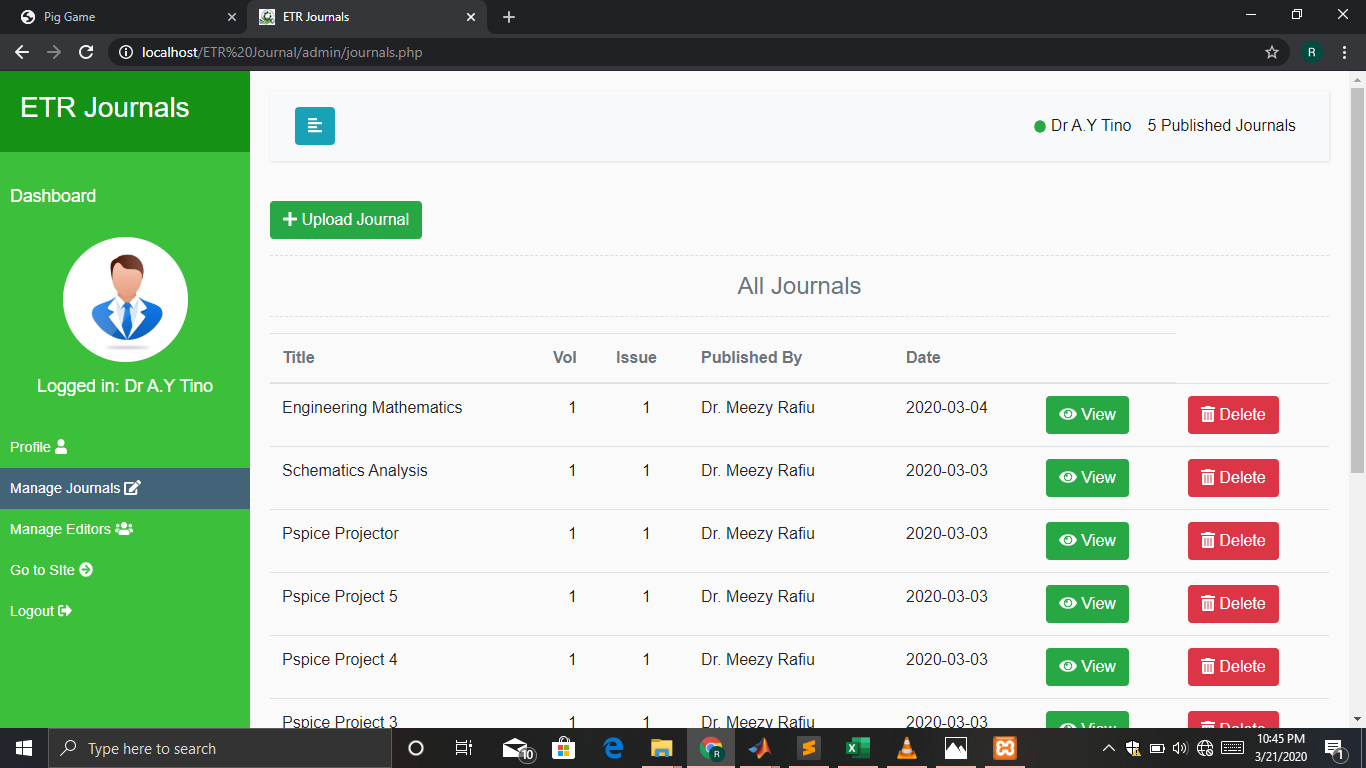 Pig Game
ETR Journals
localhost/ETR%20Journal/admin/journals.php
R
ETR Journals
Dr A.Y Tino 5 Published Journals
Dashboard
Upload Journal
All Journals
Logged in: Dr A.Y Tino
Title Vol Issue Published By Date
Engineering Mathematics 1 1 Dr. Meezy Rafiu 2020-03-04 View Delete
Profile
Schematics Analysis 1 1 Dr. Meezy Rafiu 2020-03-03 View Delete
Manage Journals
Manage Editors
Pspice Projector 1 1 Dr. Meezy Rafiu 2020-03-03 View Delete
Go to SIte
Pspice Project 5 1 1 Dr. Meezy Rafiu 2020-03-03 View Delete
Logout
Pspice Project 4 1 1 Dr. Meezy Rafiu 2020-03-03 View Delete
Pspice Project 3 1 1 Dr. Meezy Rafiu 2020-03-03 View Delete
Type here to search
10
R
10:45 PM
3/21/2020
1